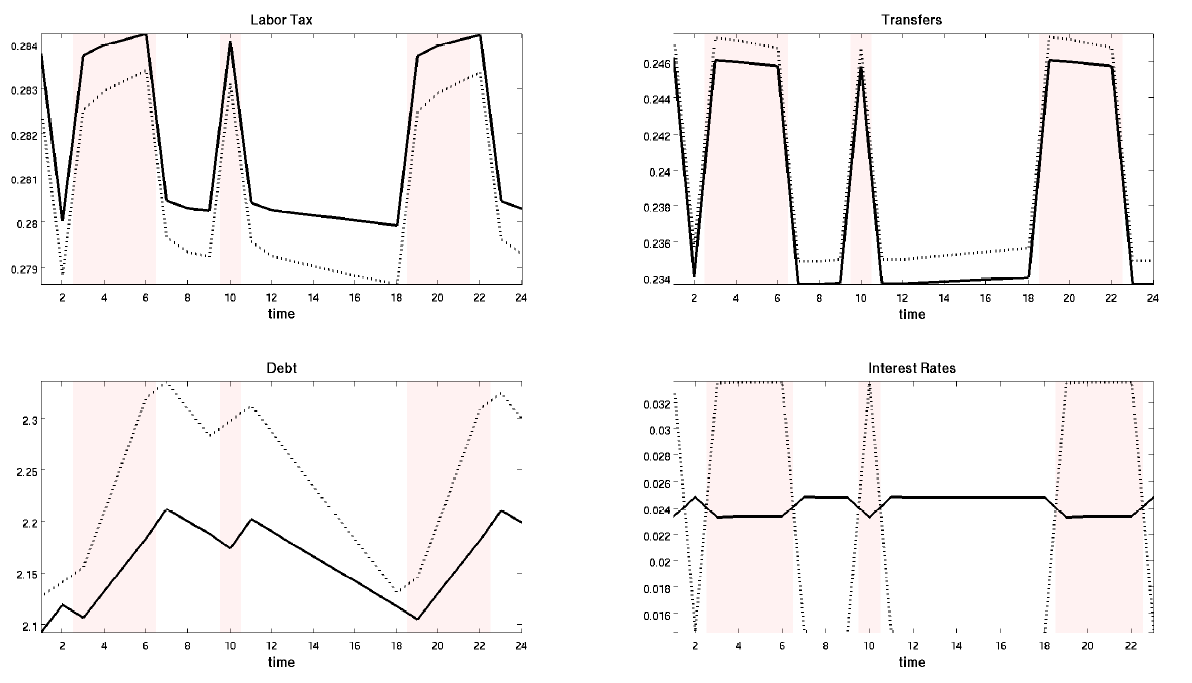 Labor Tax
0.284
0.283
0.282
0.281
0.28
0.279
2 4 6 8 10 12 14 16 18 20 22 24
time
Transfers
0.246
0.244
0.242
0.24
0.238
0.236
0.234
2 4 6 8 10 12 14 16 18 20 22 24
time
Debt
2.3
2.25
2.2
2.15
2.1
2 4 6 8 10 12 14 16 18 20 22 24
time
Interest Rates
0.032
0.03
0.028
0.026
0.024
0.022
0.02
0.018
0.016
2 4 6 8 10 12 14 16 18 20 22
time